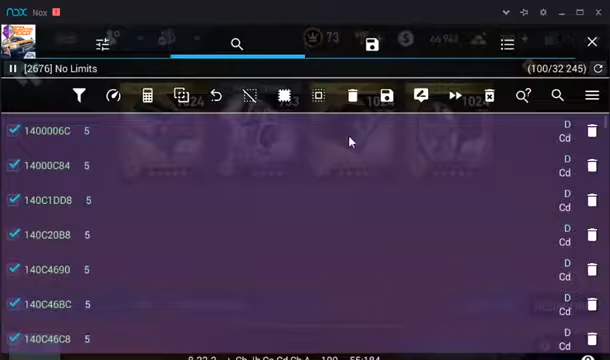 nox Nox
73
[2676] No Limits (100/32 245)
1400006C 5 D Cd
14000C84 5 D Cd
140C1DD8 5 D Cd
140C20B8 5 D Cd
140C4690 5 D Cd
140C46BC 5 D Cd
140C46C8 5 D Cd